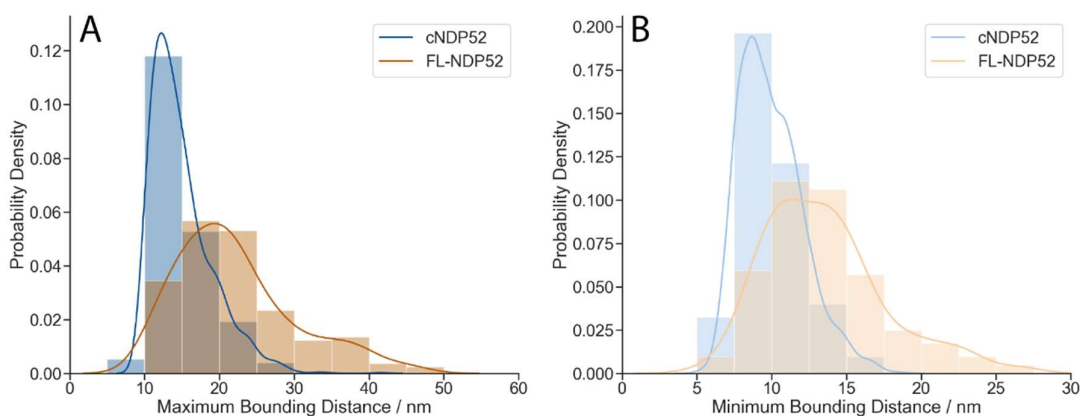 A
cNDP52
FL-NDP52
Probability Density
0.12
0.10
0.08
0.06
0.04
0.02
0.00
0 10 20 30 40 50 60
Maximum Bounding Distance / nm
B
cNDP52
FL-NDP52
Probability Density
0.200
0.175
0.150
0.125
0.100
0.075
0.050
0.025
0.000
0 5 10 15 20 25 30
Minimum Bounding Distance / nm